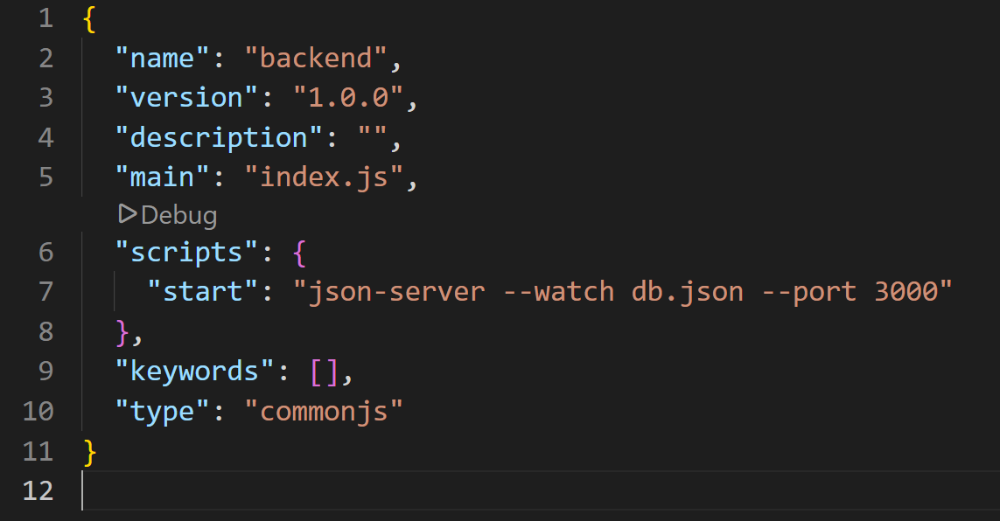 1 {
2   "name": "backend",
3   "version": "1.0.0",
4   "description": "",
5   "main": "index.js",
    Debug
6   "scripts": {
7     "start": "json-server --watch db.json --port 3000"
8   },
9   "keywords": [],
10   "type": "commonjs"
11 }
12